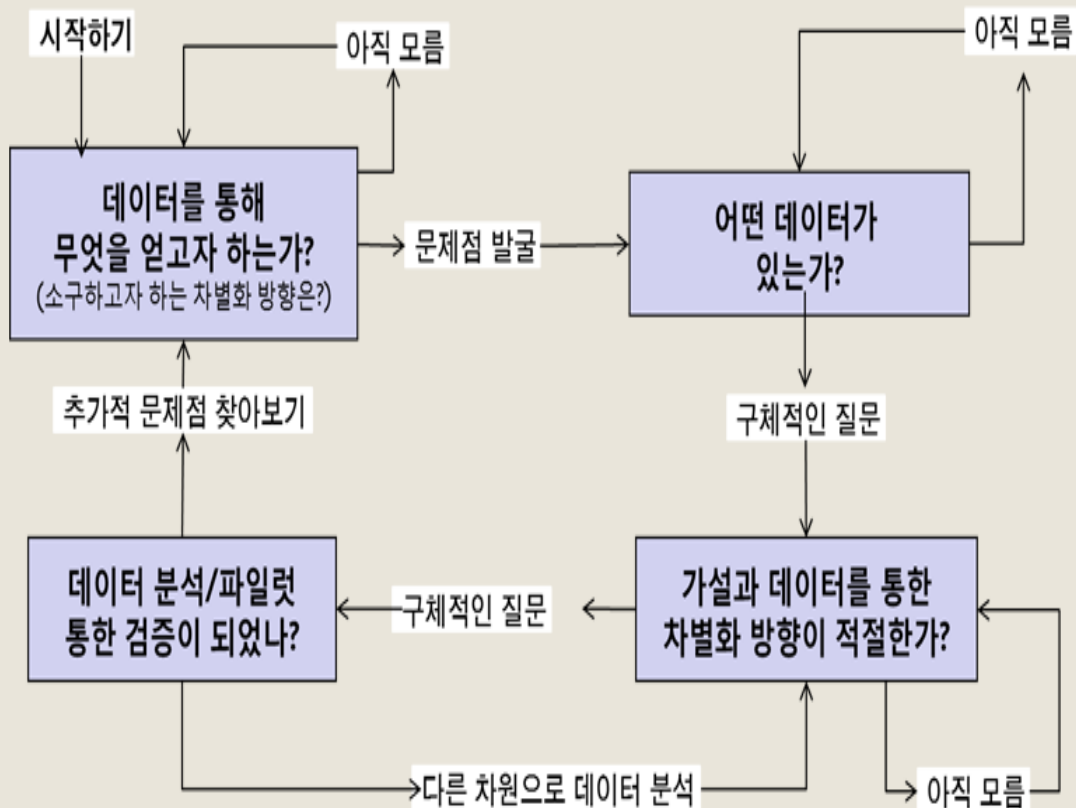 시작하기
아직 모름
아직 모름
데이터를 통해
무엇을 얻고자 하는가?
(소구하고자 하는 차별화 방향은?)
문제점 발굴
어떤 데이터가
있는가?
추가적 문제점 찾아보기
구체적인 질문
데이터 분석/파일럿
통한 검증이 되었나?
구체적인 질문
가설과 데이터를 통한
차별화 방향이 적절한가?
다른 차원으로 데이터 분석
아직 모름